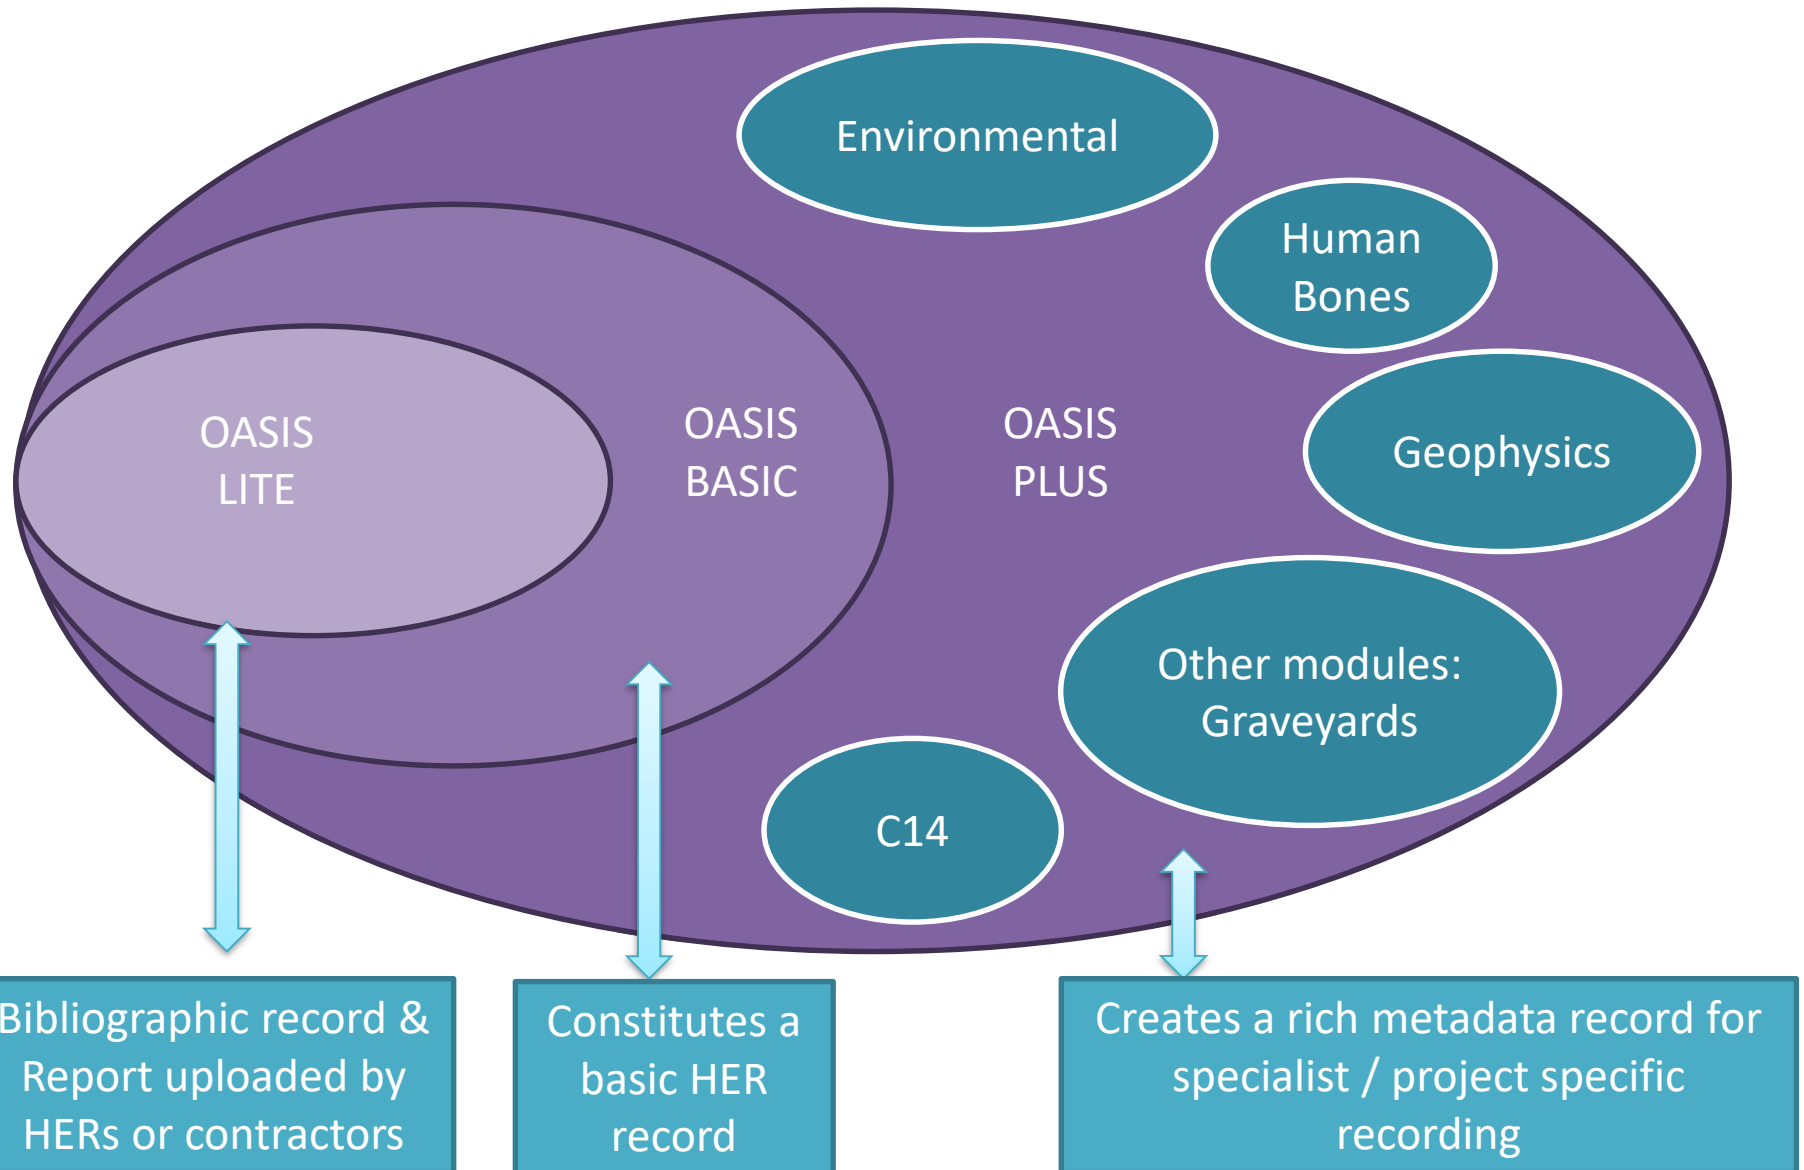 Environmental
Human
Bones
OASIS
LITE
OASIS
BASIC
OASIS
PLUS
Geophysics
Other modules:
Graveyards
C14
Bibliographic record &
Report uploaded by
HERs or contractors
Constitutes a
basic HER
record
Creates a rich metadata record for
specialist / project specific
recording